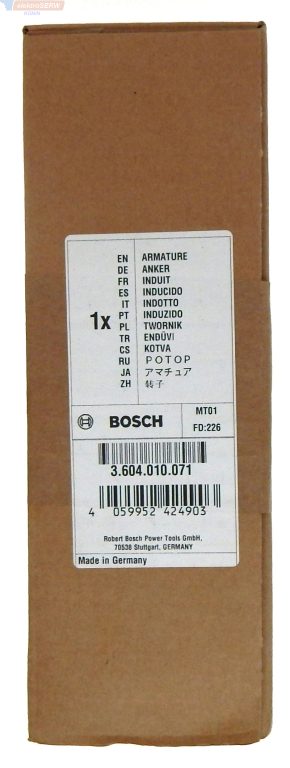 elektroSERW
KONIN
EN ARMATURE
DE ANKER
FR INDUIT
ES INDUCIDO
IT INDOTTO
1x PT INDUZIDO
PL TWORNIK
TR ENDÜVİ
CS KOTVA
RU РОТОР
JA アマチュア
ZH 转子
BOSCH
MT01
FD:226
3.604.010.071
4 059952 424903
Robert Bosch Power Tools GmbH,
70538 Stuttgart, GERMANY
Made in Germany